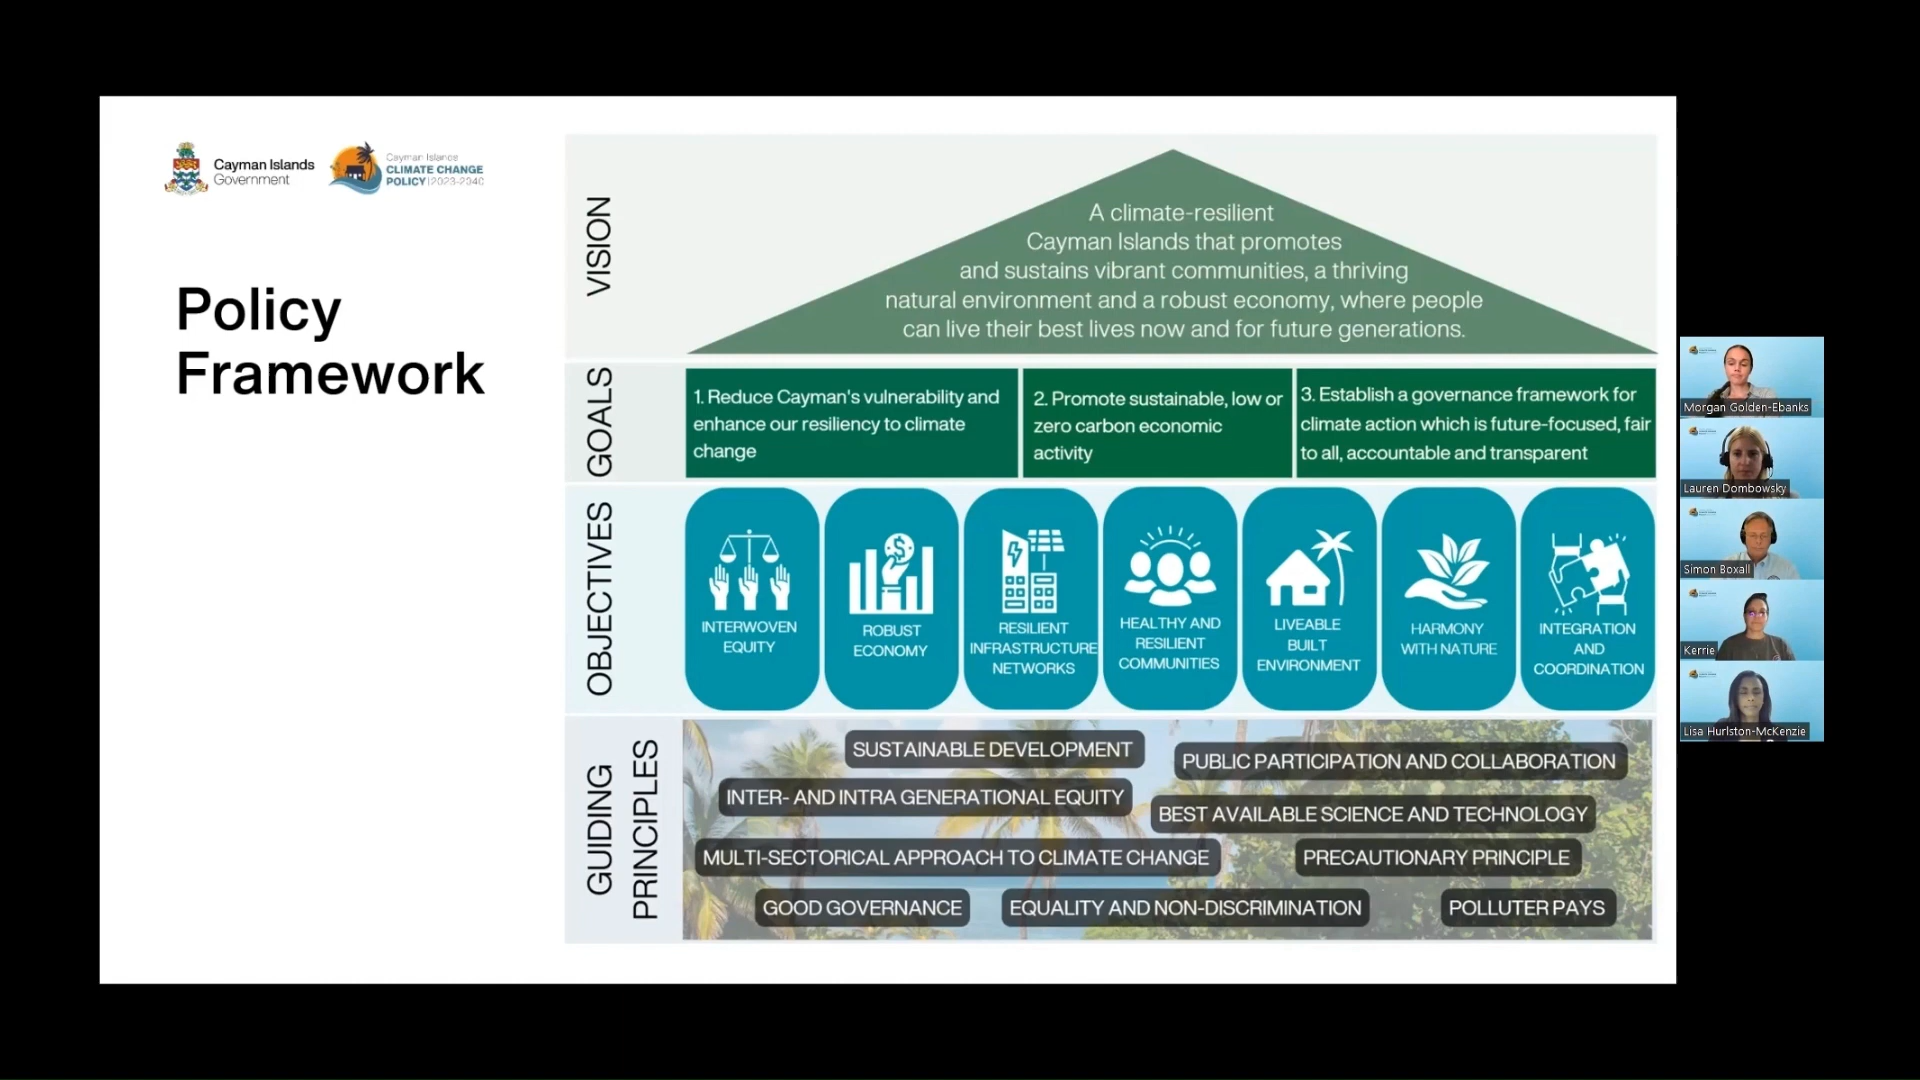 Cayman Islands
Government
Cayman Islands
CLIMATE CHANGE
POLICY | 2023-2040
Policy
Framework
VISION
A climate-resilient
Cayman Islands that promotes
and sustains vibrant communities, a thriving
natural environment and a robust economy, where people
can live their best lives now and for future generations.
GOALS
1. Reduce Cayman's vulnerability and
enhance our resiliency to climate
change
2. Promote sustainable, low or
zero carbon economic
activity
3. Establish a governance framework for
climate action which is future-focused, fair
to all, accountable and transparent
OBJECTIVES
INTERWOVEN
EQUITY
ROBUST
ECONOMY
RESILIENT
INFRASTRUCTURE
NETWORKS
HEALTHY AND
RESILIENT
COMMUNITIES
LIVEABLE
BUILT
ENVIRONMENT
HARMONY
WITH NATURE
INTEGRATION
AND
COORDINATION
GUIDING
PRINCIPLES
SUSTAINABLE DEVELOPMENT
PUBLIC PARTICIPATION AND COLLABORATION
INTER- AND INTRA GENERATIONAL EQUITY
BEST AVAILABLE SCIENCE AND TECHNOLOGY
MULTI-SECTORICAL APPROACH TO CLIMATE CHANGE
PRECAUTIONARY PRINCIPLE
GOOD GOVERNANCE
EQUALITY AND NON-DISCRIMINATION
POLLUTER PAYS
Morgan Golden-Ebanks
Lauren Dombowsky
Simon Boxall
Kerrie
Lisa Hurlston-McKenzie